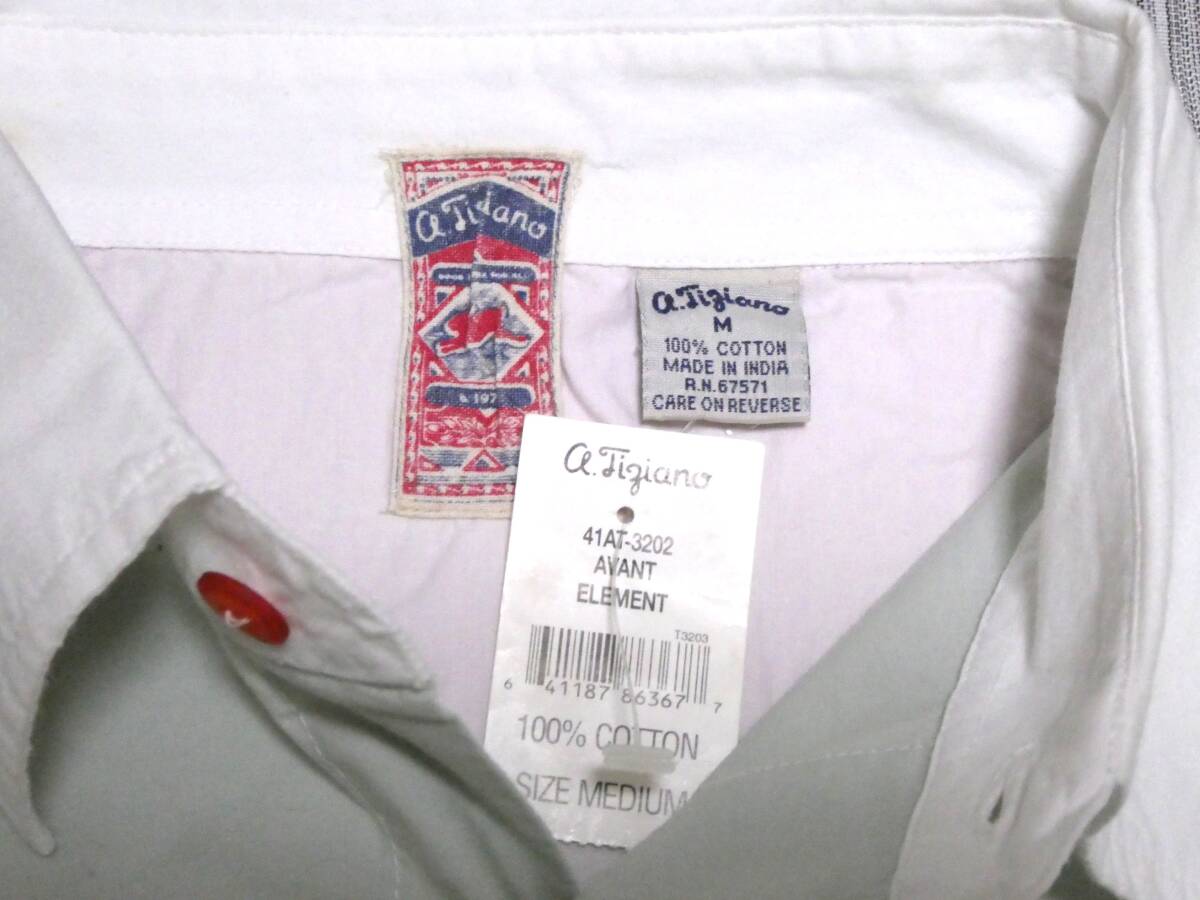 a.Tiziano
a.Tiziano
M
100% COTTON
MADE IN INDIA
R.N.67571
CARE ON REVERSE
a.Tiziano
41AT-3202
AVANT
ELEMENT
T3203
6 41187 86367 7
100% COTTON
SIZE MEDIUM